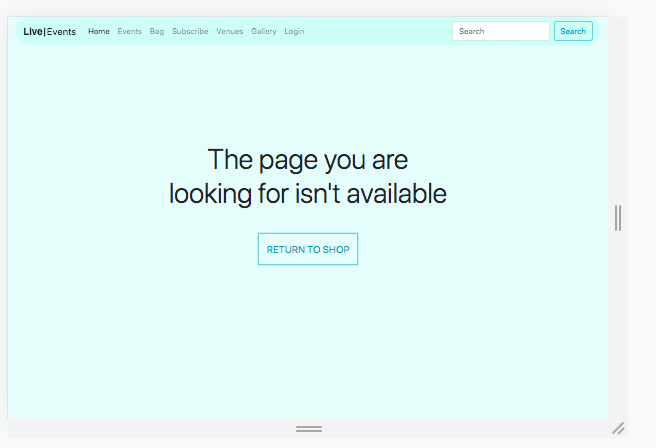 Live|Events Home Events Bag Subscribe Venues Gallery Login Search Search
The page you are
looking for isn't available
RETURN TO SHOP